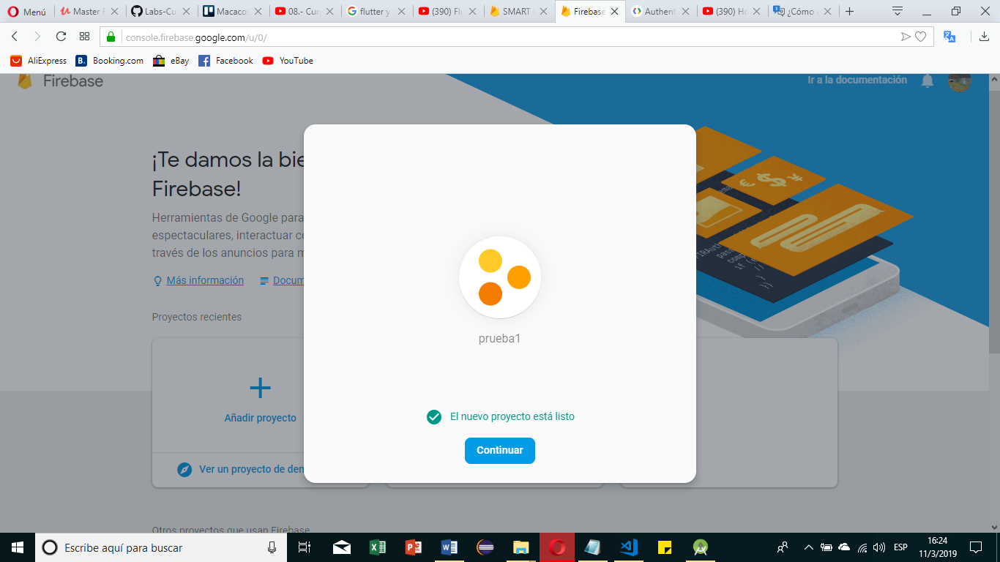 Menú
Master F
Labs-Cu
Macacos
08.- Cur
flutter y
(390) Fl
SMART
Firebase
Authent
(390) Ho
¿Cómo
console.firebase.google.com/u/0/
AliExpress
Booking.com
eBay
Facebook
YouTube
Firebase
Ir a la documentación
¡Te damos la bie
Firebase!
Herramientas de Google para
espectaculares, interactuar co
través de los anuncios para m
Más información
Docum
Proyectos recientes
Añadir proyecto
Ver un proyecto de den
prueba1
El nuevo proyecto está listo
Continuar
Otros proyectos que usan Firebase
Escribe aquí para buscar
ESP
16:24
11/3/2019